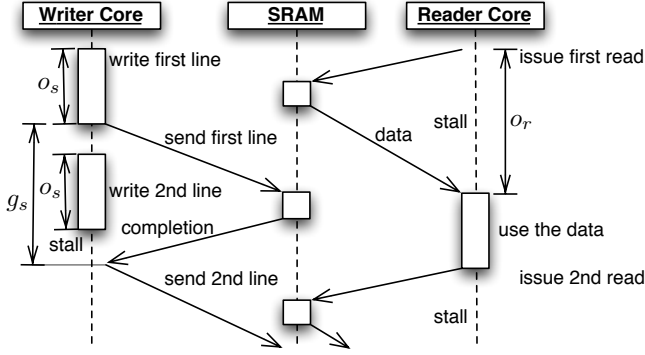 Writer Core
SRAM
Reader Core
write first line
issue first read
o_s
send first line
data
stall
o_r
g_s
o_s
write 2nd line
completion
use the data
stall
send 2nd line
issue 2nd read
stall